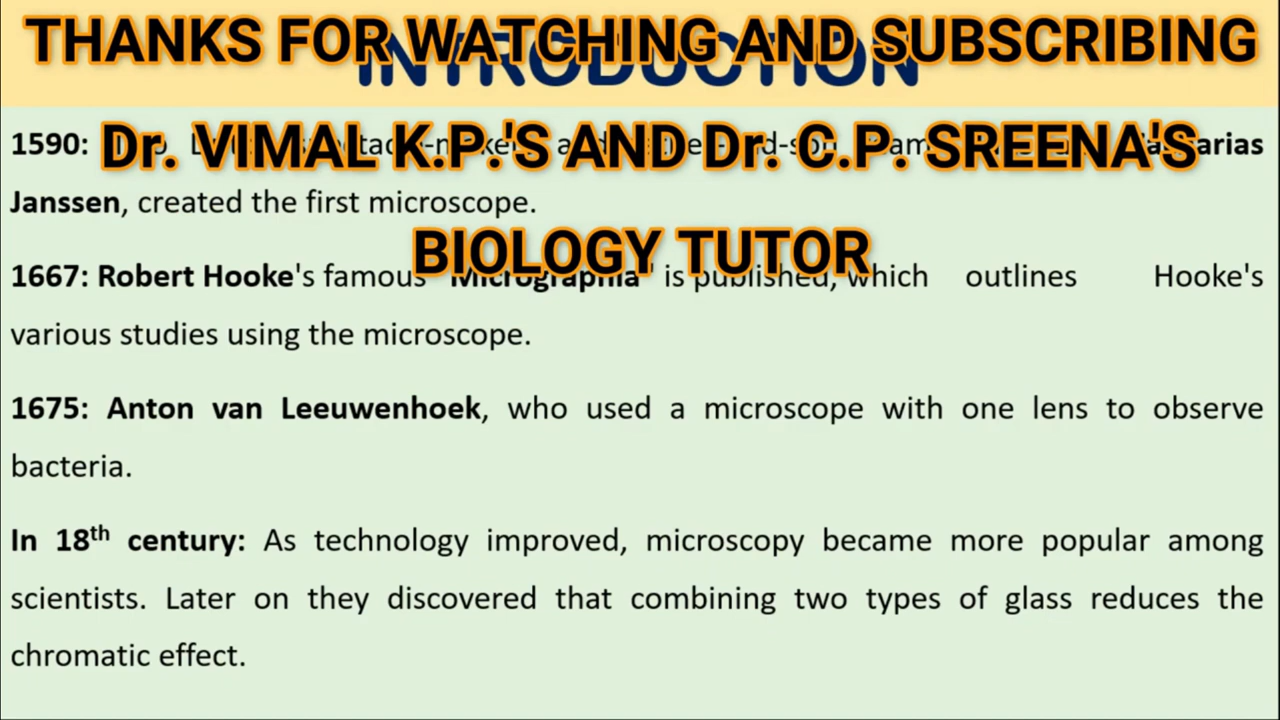 THANKS FOR WATCHING AND SUBSCRIBING
INTRODUCTION
Dr. VIMAL K.P.'S AND Dr. C.P. SREENA'S
1590:
Janssen, created the first microscope.
BIOLOGY TUTOR
1667: Robert Hooke's famous "Micrographia" is published, which outlines Hooke's
various studies using the microscope.
1675: Anton van Leeuwenhoek, who used a microscope with one lens to observe
bacteria.
In 18th century: As technology improved, microscopy became more popular among
scientists. Later on they discovered that combining two types of glass reduces the
chromatic effect.